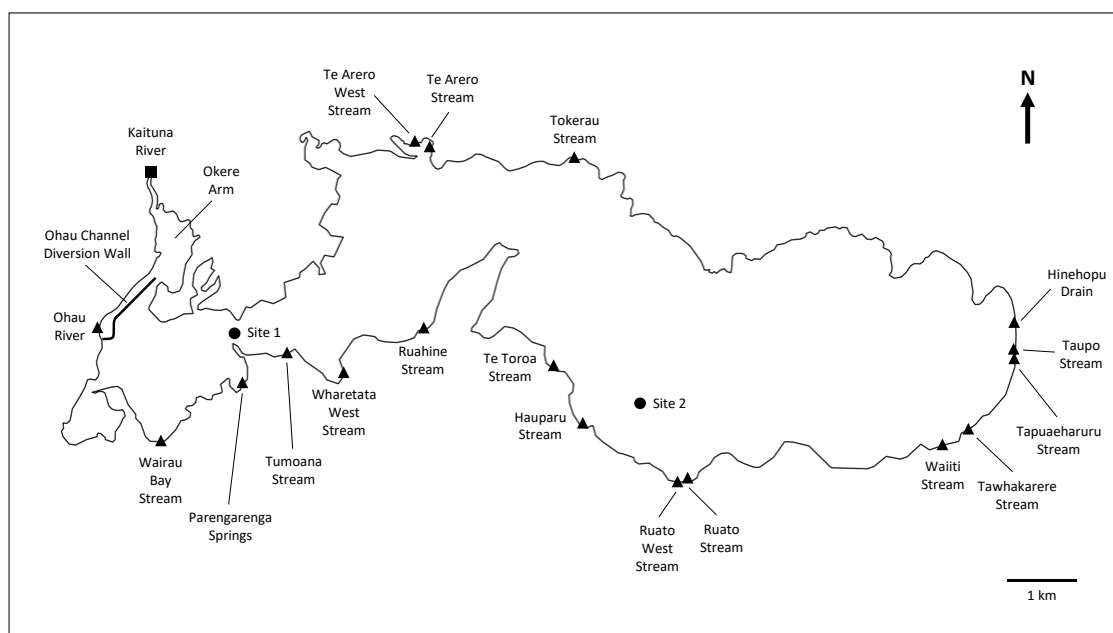 Te Arero
West
Stream
Te Arero
Stream
N
Tokerau
Stream
Kaituna
River
Okere
Arm
Ohau Channel
Diversion Wall
Hinehopu
Drain
Ohau
River
Site 1
Taupo
Stream
Ruahine
Stream
Te Toroa
Stream
Wharetata
West
Stream
Site 2
Hauparu
Stream
Tapuaeharuru
Stream
Wairau
Bay
Stream
Tumoana
Stream
Waiiti
Stream
Tawhakarere
Stream
Parengarenga
Springs
Ruato
West
Stream
Ruato
Stream
1 km